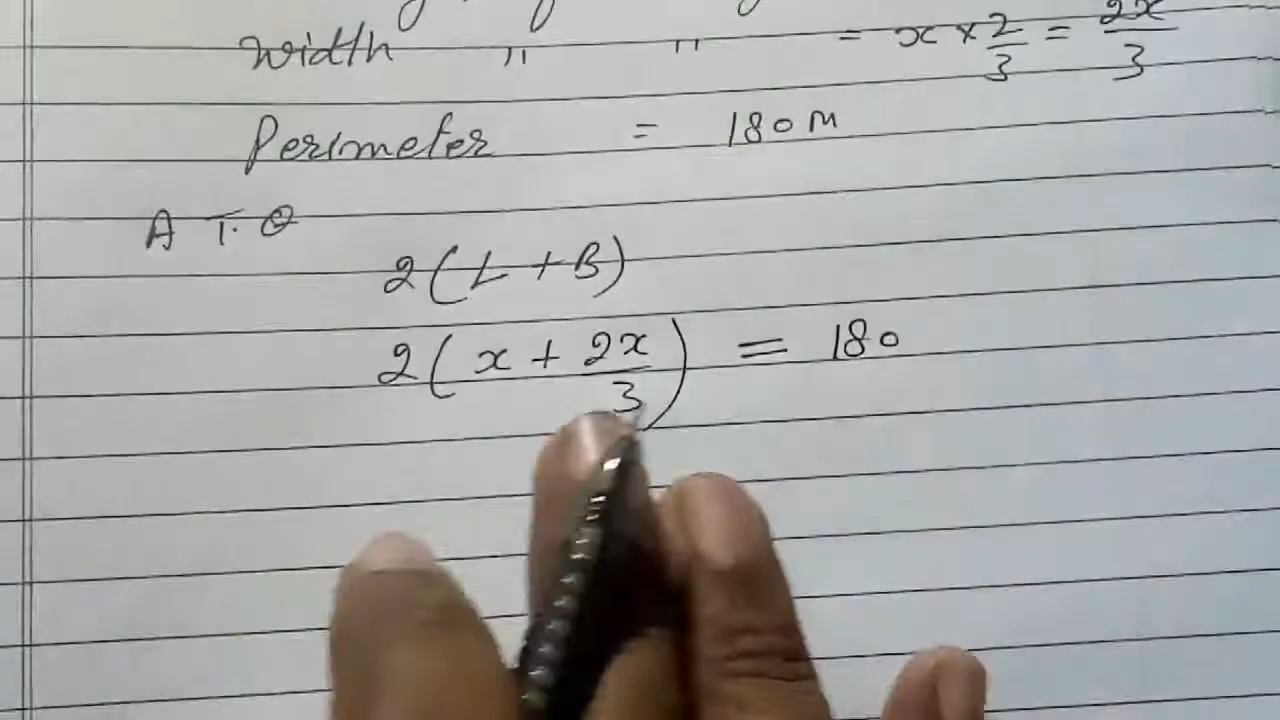 width " " = x × 2/3 = 2x/3
Perimeter = 180 M
A T. Q
2(L + B)
2(x + 2x/3) = 180